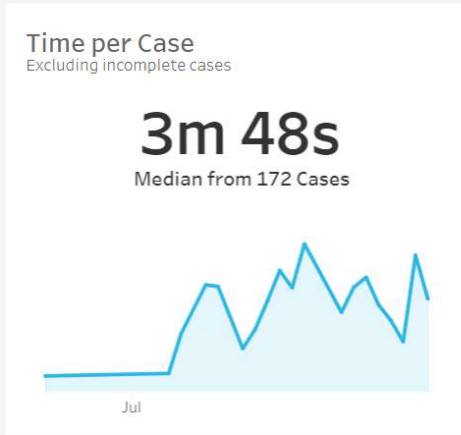 Time per Case
Excluding incomplete cases
3m 48s
Median from 172 Cases
Jul